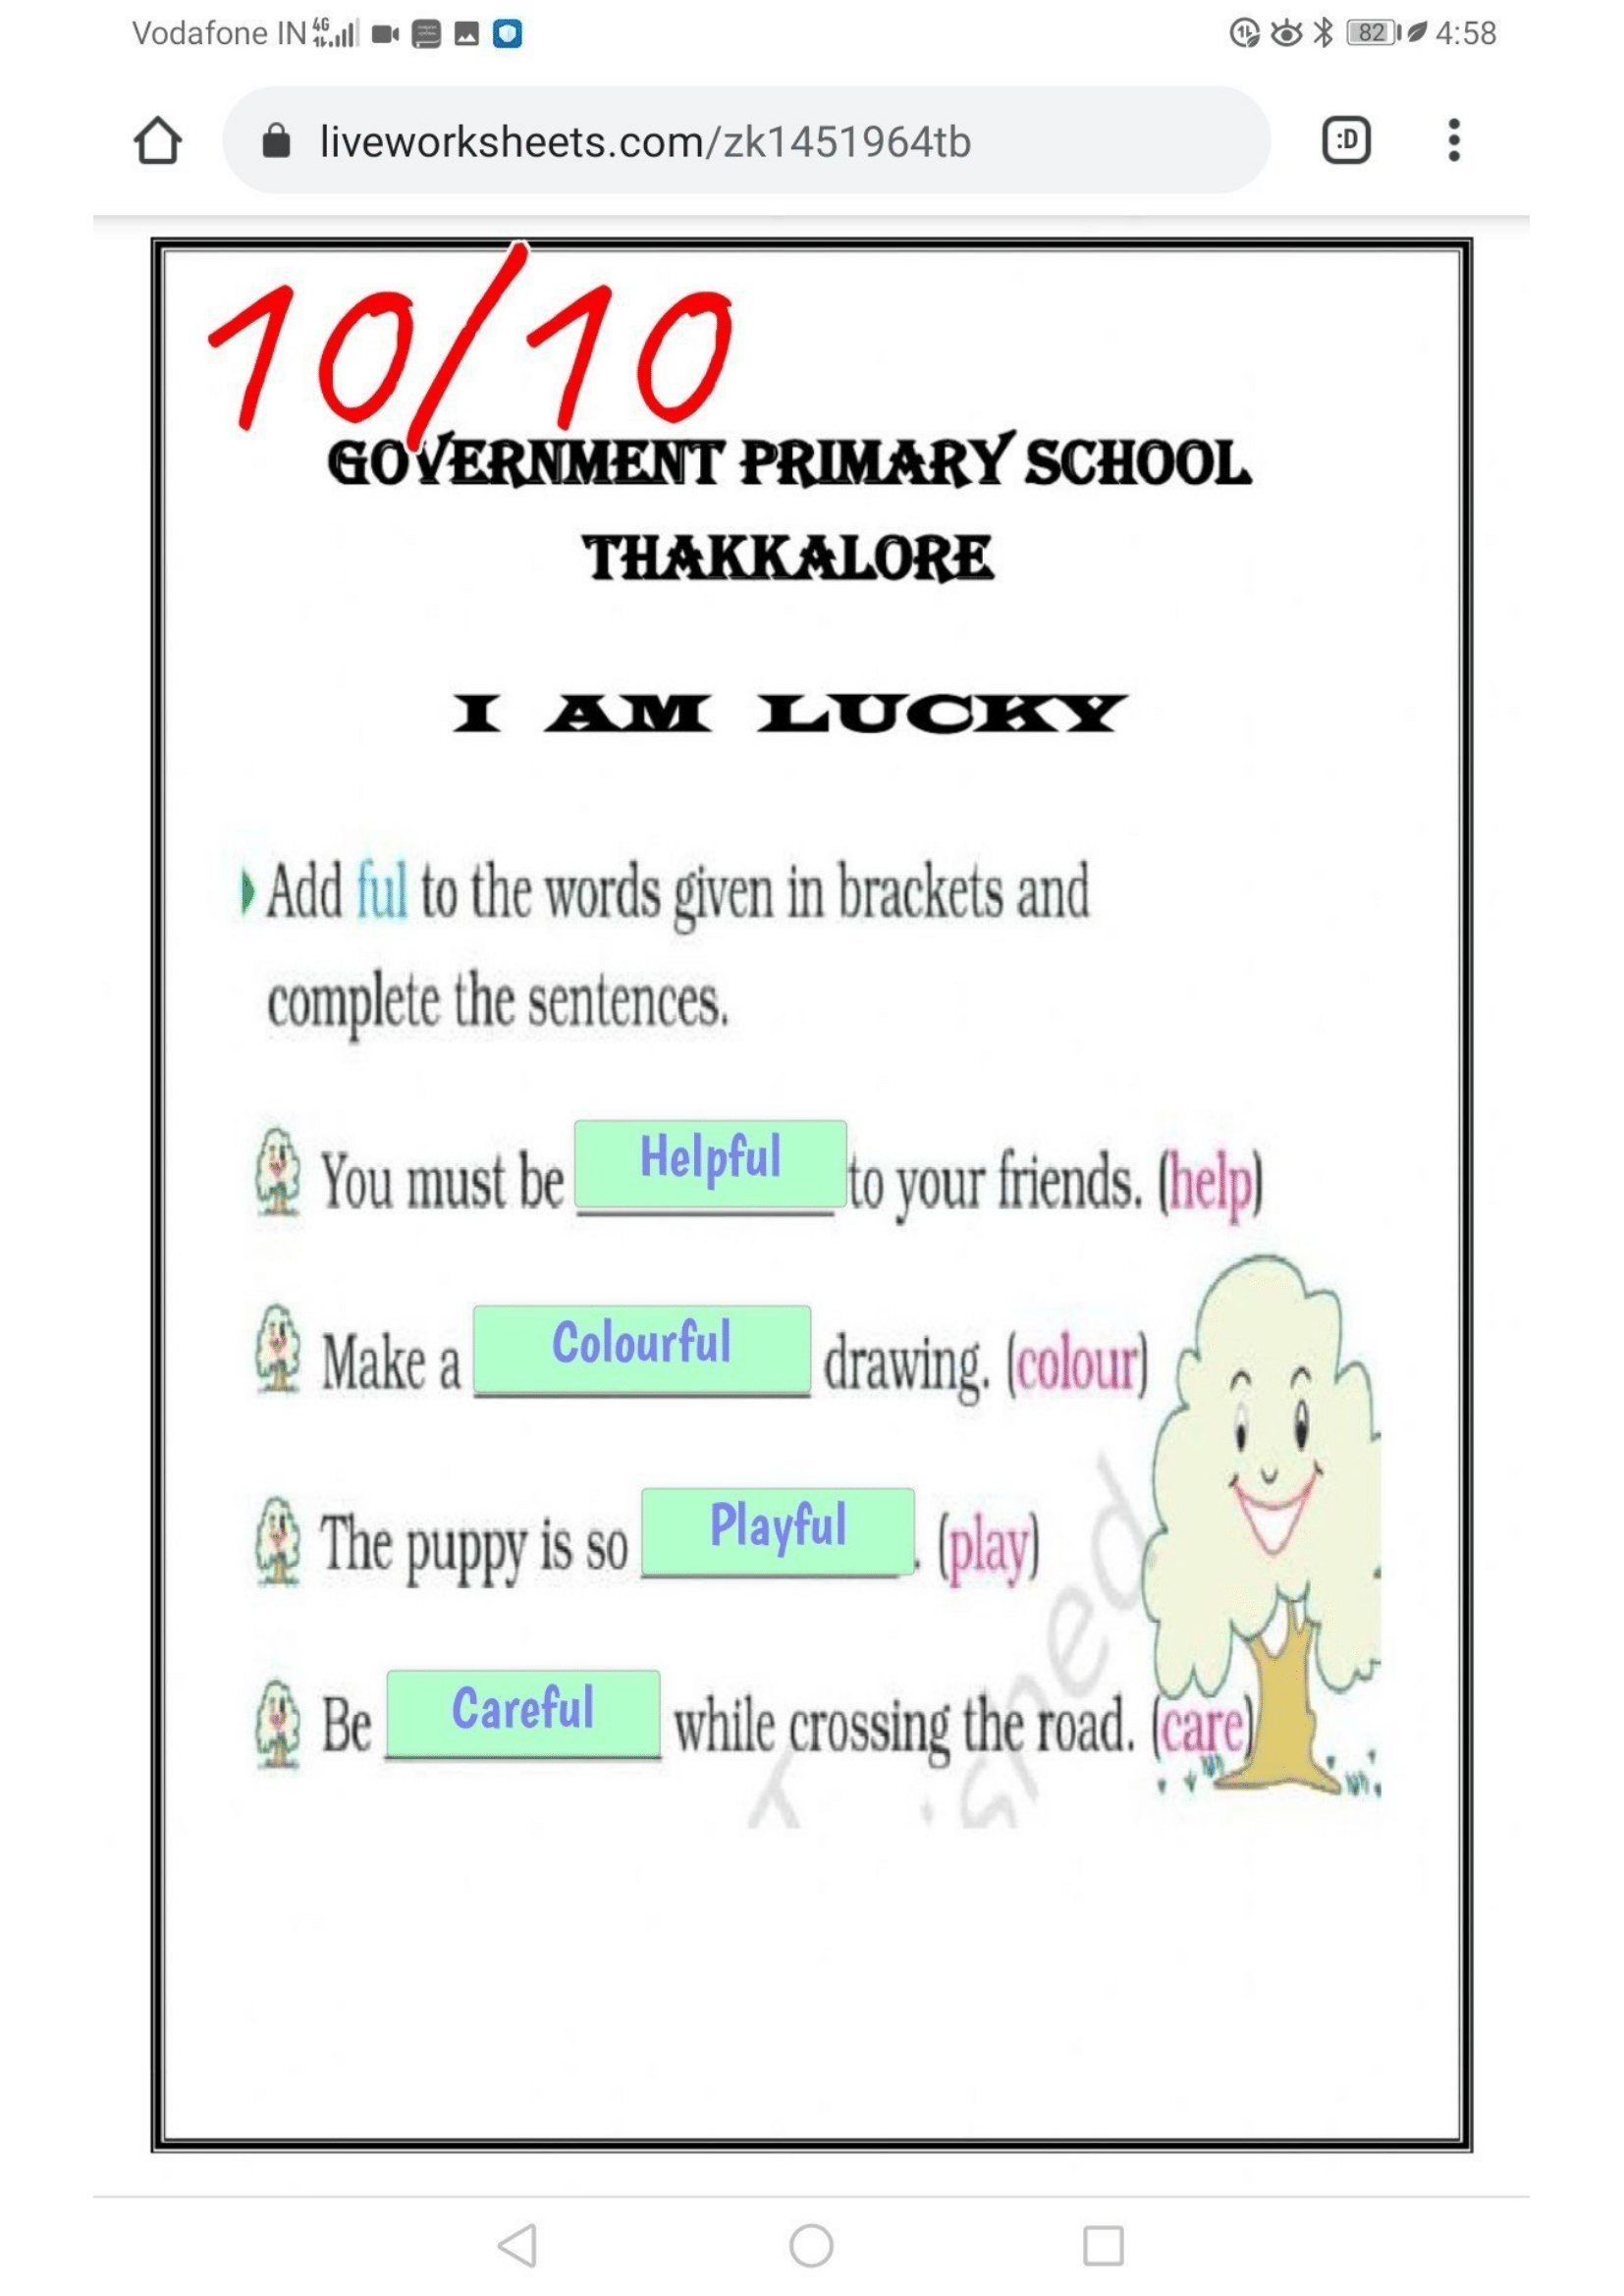 Vodafone IN 4G 82 4:58
liveworksheets.com/zk1451964tb :D
10/10
GOVERNMENT PRIMARY SCHOOL
THAKKALORE
I AM LUCKY
Add ful to the words given in brackets and
complete the sentences.
You must be Helpful to your friends. (help)
Make a Colourful drawing. (colour)
The puppy is so Playful . (play)
Be Careful while crossing the road. (care)